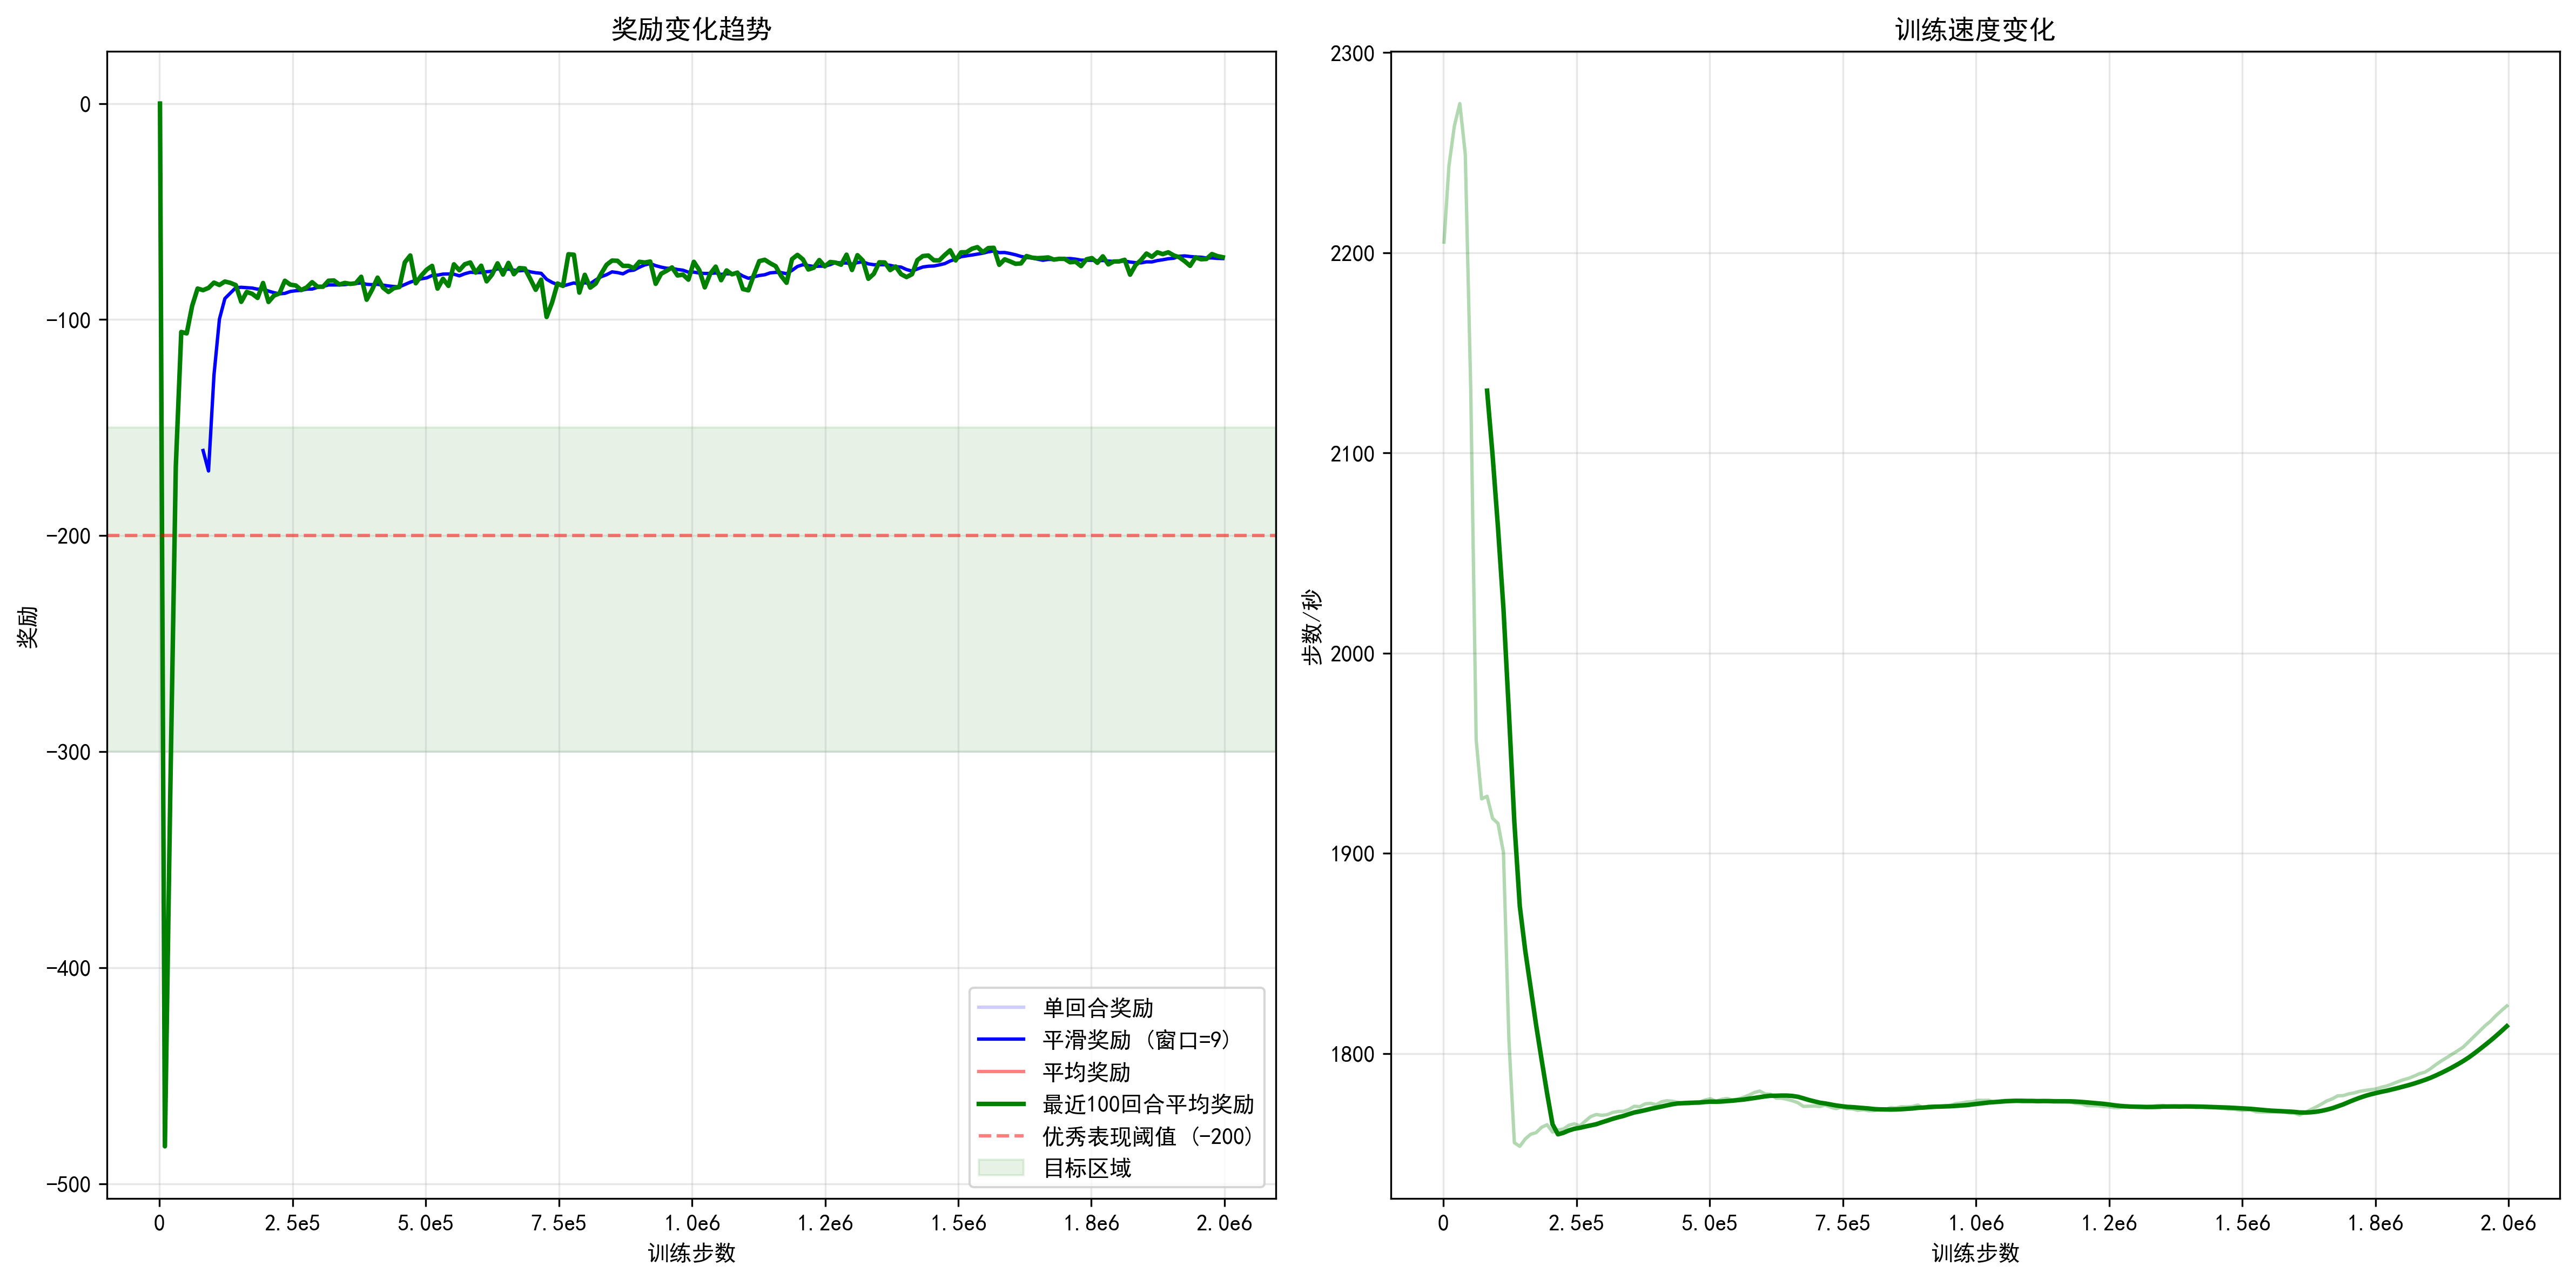 奖励变化趋势
0
-100
-200
-300
-400
-500
奖励
0
2.5e5
5.0e5
7.5e5
1.0e6
1.2e6
1.5e6
1.8e6
2.0e6
训练步数
单回合奖励
平滑奖励 (窗口=9)
平均奖励
最近100回合平均奖励
优秀表现阈值 (-200)
目标区域
训练速度变化
2300
2200
2100
2000
1900
1800
步数/秒
0
2.5e5
5.0e5
7.5e5
1.0e6
1.2e6
1.5e6
1.8e6
2.0e6
训练步数